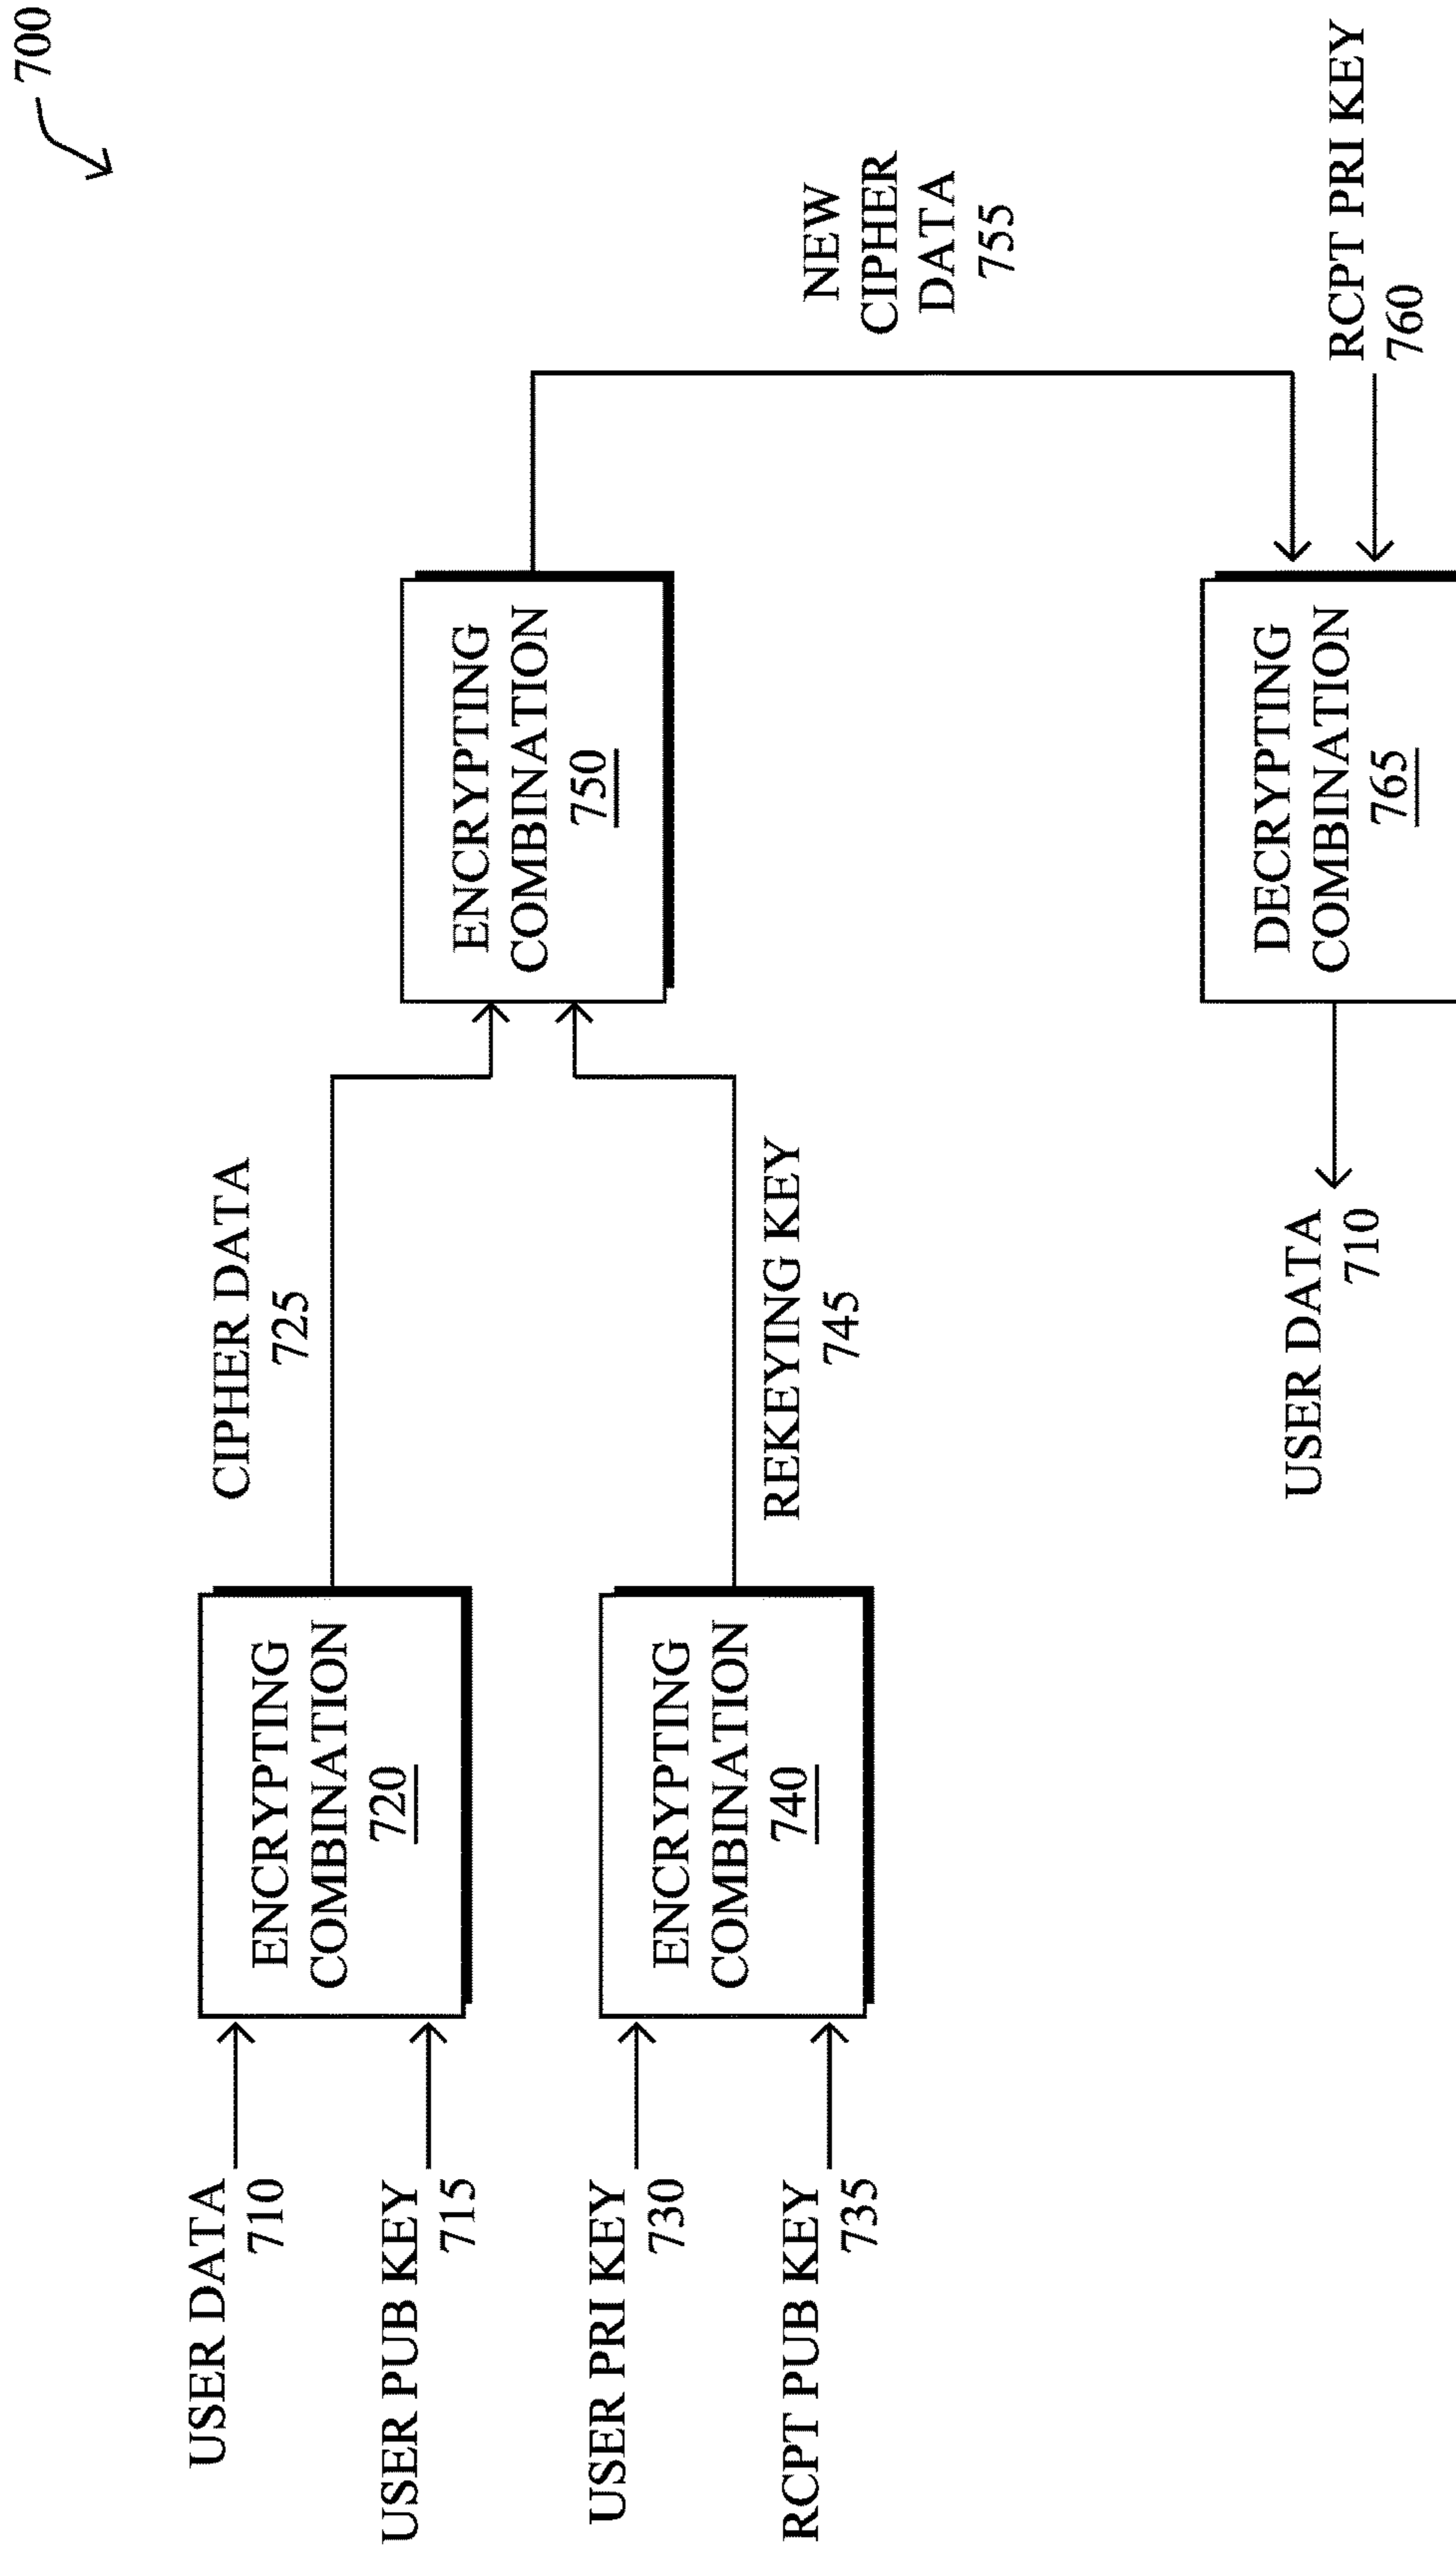 700
USER DATA
710
USER PUB KEY
715
ENCRYPTING
COMBINATION
720
CIPHER DATA
725
USER PRI KEY
730
RCPT PUB KEY
735
ENCRYPTING
COMBINATION
740
REKEYING KEY
745
ENCRYPTING
COMBINATION
750
NEW
CIPHER
DATA
755
USER DATA
710
DECRYPTING
COMBINATION
765
RCPT PRI KEY
760